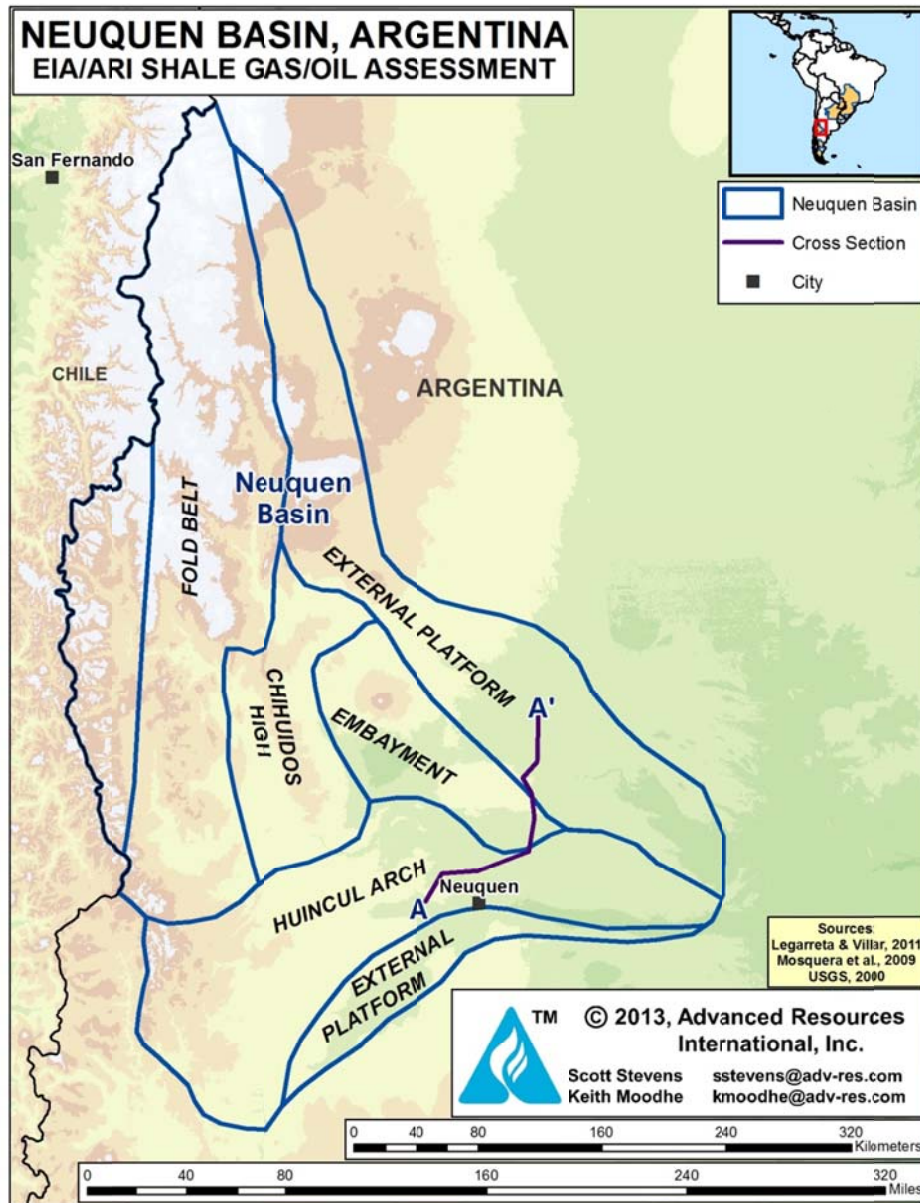 NEUQUEN BASIN, ARGENTINA
EIA/ARI SHALE GAS/OIL ASSESSMENT
San Fernando
Neuquen Basin
Cross Section
City
CHILE
ARGENTINA
FOLD BELT
Neuquen
Basin
EXTERNAL PLATFORM
CHIHUIDOS
HIGH
EMBAYMENT
A'
HUINCUL ARCH
Neuquen
A
EXTERNAL
PLATFORM
Sources:
Legarreta & Villar, 2011
Mosquera et al., 2009
USGS, 2000
TM
© 2013, Advanced Resources
International, Inc.
Scott Stevens sstevens@adv-res.com
Keith Moodhe kmoodhe@adv-res.com
0 40 80 160 240 320
Kilometers
0 40 80 160 240 320
Miles